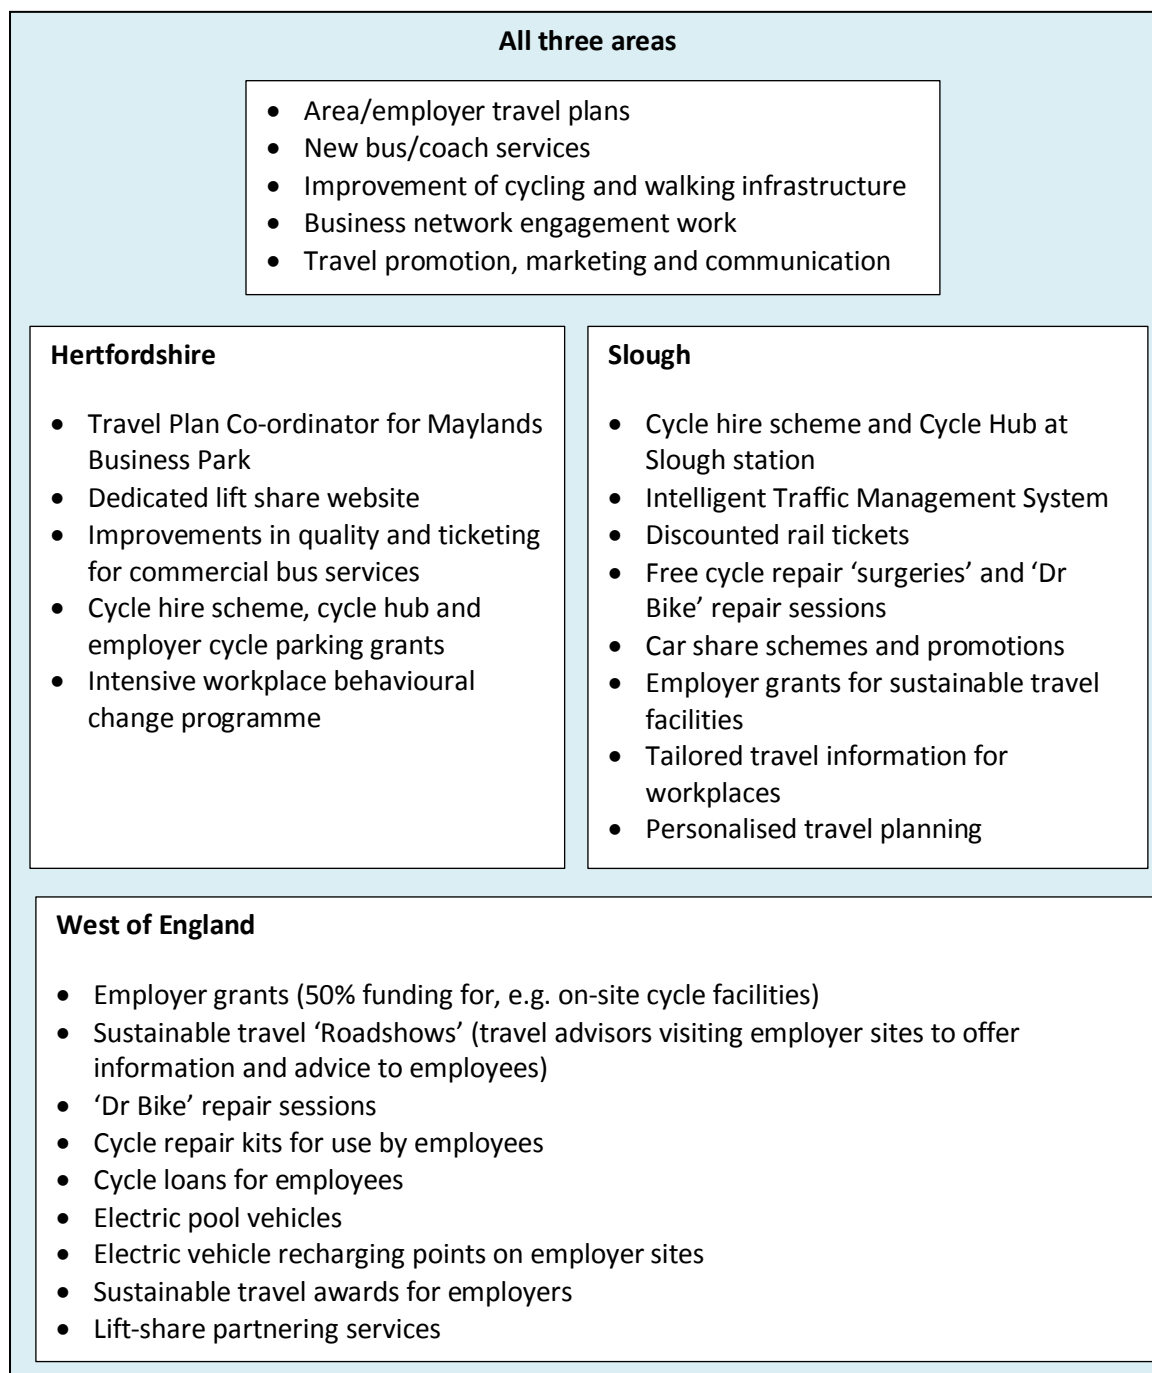 All three areas
• Area/employer travel plans
• New bus/coach services
• Improvement of cycling and walking infrastructure
• Business network engagement work
• Travel promotion, marketing and communication
Hertfordshire
• Travel Plan Co-ordinator for Maylands
Business Park
• Dedicated lift share website
• Improvements in quality and ticketing
for commercial bus services
• Cycle hire scheme, cycle hub and
employer cycle parking grants
• Intensive workplace behavioural
change programme
Slough
• Cycle hire scheme and Cycle Hub at
Slough station
• Intelligent Traffic Management System
• Discounted rail tickets
• Free cycle repair ‘surgeries’ and ‘Dr
Bike’ repair sessions
• Car share schemes and promotions
• Employer grants for sustainable travel
facilities
• Tailored travel information for
workplaces
• Personalised travel planning
West of England
• Employer grants (50% funding for, e.g. on-site cycle facilities)
• Sustainable travel ‘Roadshows’ (travel advisors visiting employer sites to offer
information and advice to employees)
• ‘Dr Bike’ repair sessions
• Cycle repair kits for use by employees
• Cycle loans for employees
• Electric pool vehicles
• Electric vehicle recharging points on employer sites
• Sustainable travel awards for employers
• Lift-share partnering services